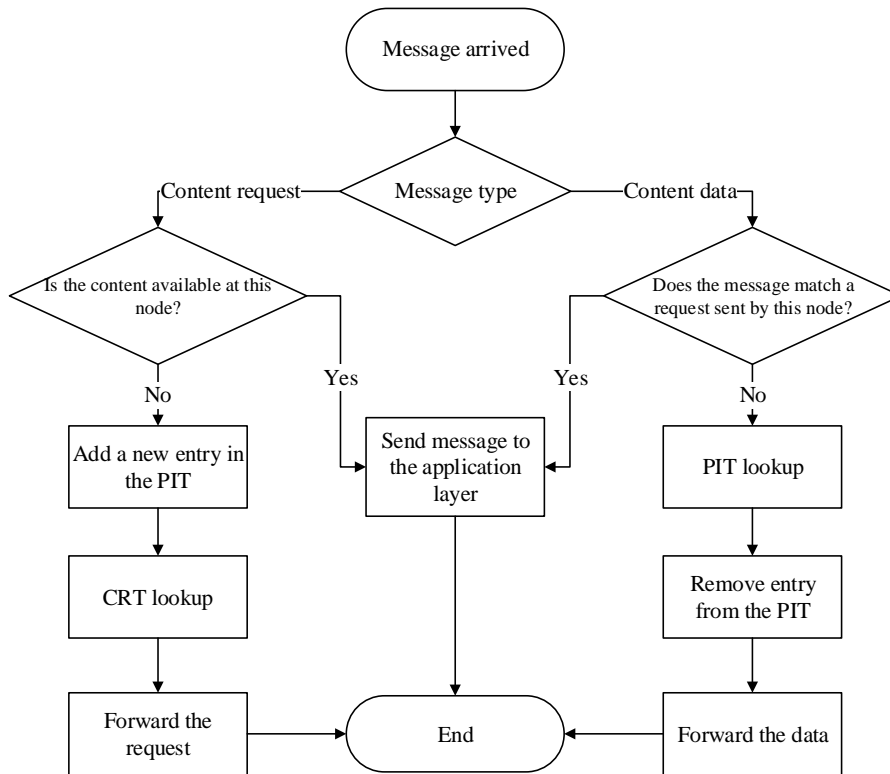 Message arrived
Message type
Content request
Content data
Is the content available at this
node?
Does the message match a
request sent by this node?
Yes
Yes
No
No
Add a new entry in
the PIT
Send message to
the application
layer
PIT lookup
CRT lookup
Remove entry
from the PIT
Forward the
request
End
Forward the data